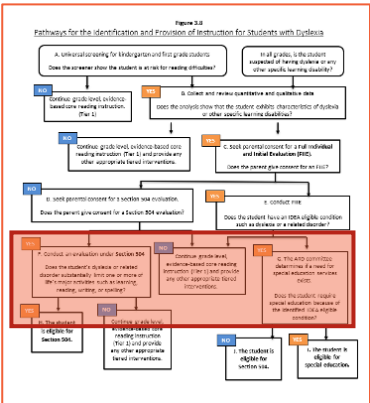 Figure 3.8
Pathways for the Identification and Provision of Instruction for Students with Dyslexia
A. Universal screening for kindergarten and first grade students
Does the screener show the student is at risk for reading difficulties?
In all grades, is the student
suspected of having dyslexia or any
other specific learning disability?
NO
Continue grade level, evidence-
based core reading instruction.
(Tier 1)
YES
B. Collect and review quantitative and qualitative data
Does the analysis show that the student exhibits characteristics of dyslexia
or other specific learning disabilities?
NO
Continue grade level, evidence-based core
reading instruction (Tier 1) and provide
any other appropriate tiered
interventions.
YES
C. Seek parental consent for a Full Individual
and Initial Evaluation (FIIE).
Does the parent give consent for an FIIE?
NO
D. Seek parental consent for a Section 504 evaluation.
Does the parent give consent for a Section 504 evaluation?
YES
E. Conduct FIIE
Does the student have an IDEA eligible condition
such as dyslexia or a related disorder?
YES
F. Conduct an evaluation under Section 504
Does the student's dyslexia or related
disorder substantially limit one or more of
life's major activities such as learning,
reading, writing, or spelling?
NO
Continue grade level,
evidence-based core reading
instruction (Tier 1) and provide
any other appropriate tiered
interventions.
YES
G. The ARD committee
determines if a need for
special education services
exists.
Does the student require
special education because of
the identified IDEA eligible
condition?
YES
H. The student
is eligible for
Section 504.
NO
Continue grade level,
evidence-based core
reading instruction
(Tier 1) and provide
any other appropriate
tiered interventions.
NO
J. The student is
eligible for
Section 504.
YES
I. The student is
eligible for
special education.